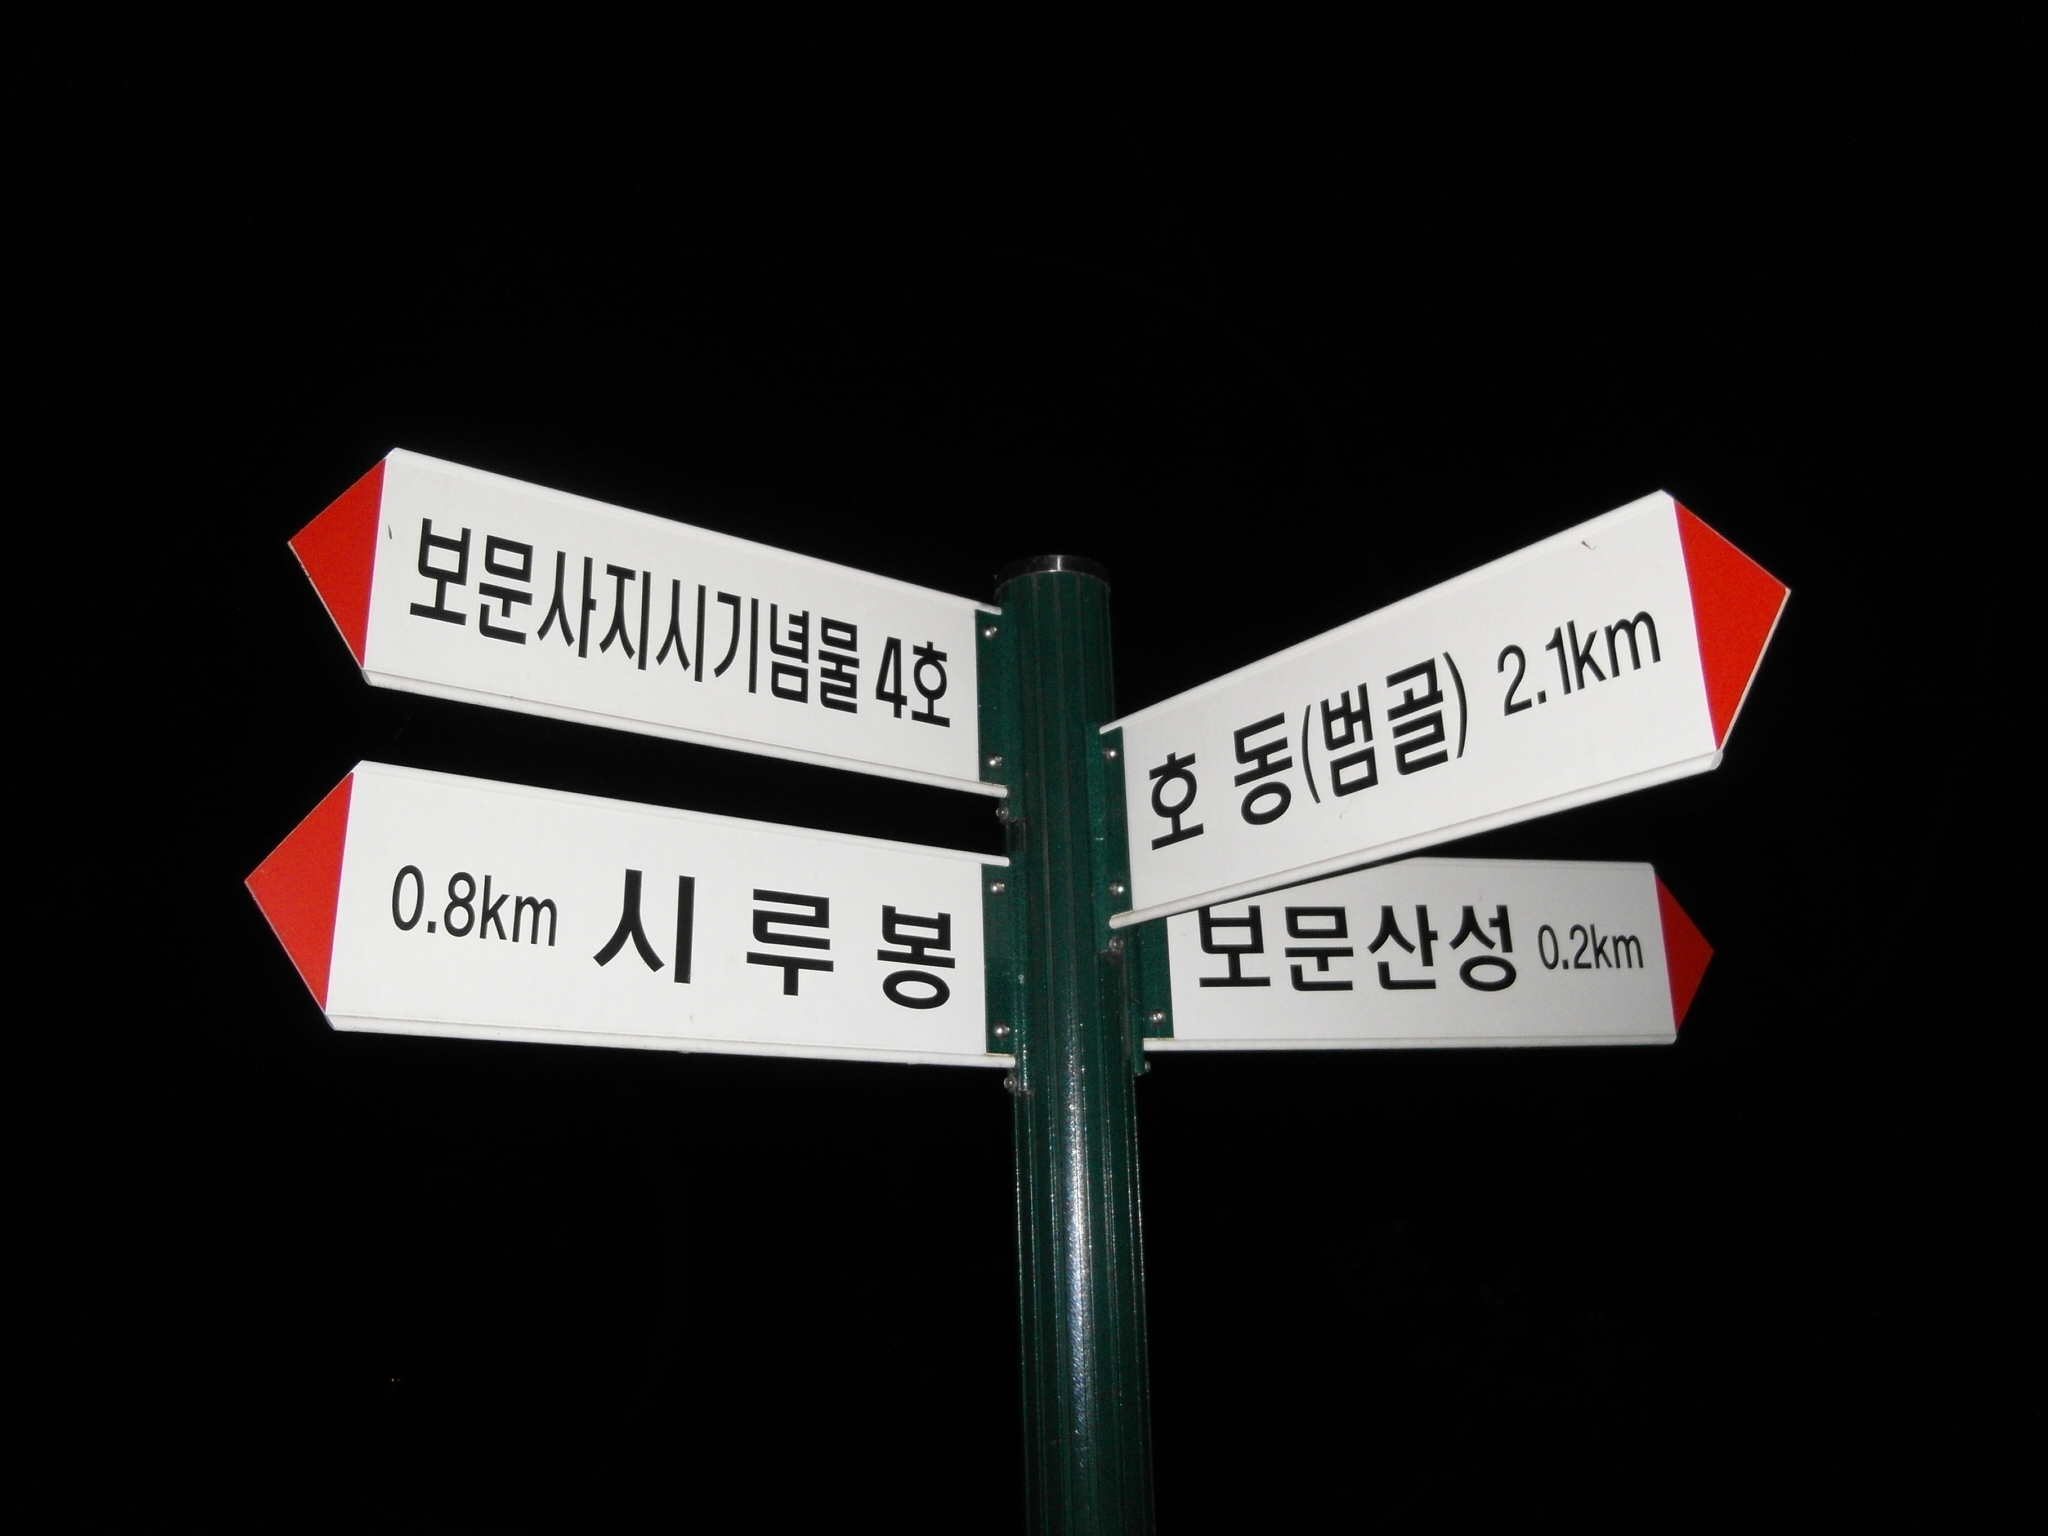 보문사지시기념물 4호
호 동(범골) 2.1km
0.8km 시 루 봉
보문산성 0.2km